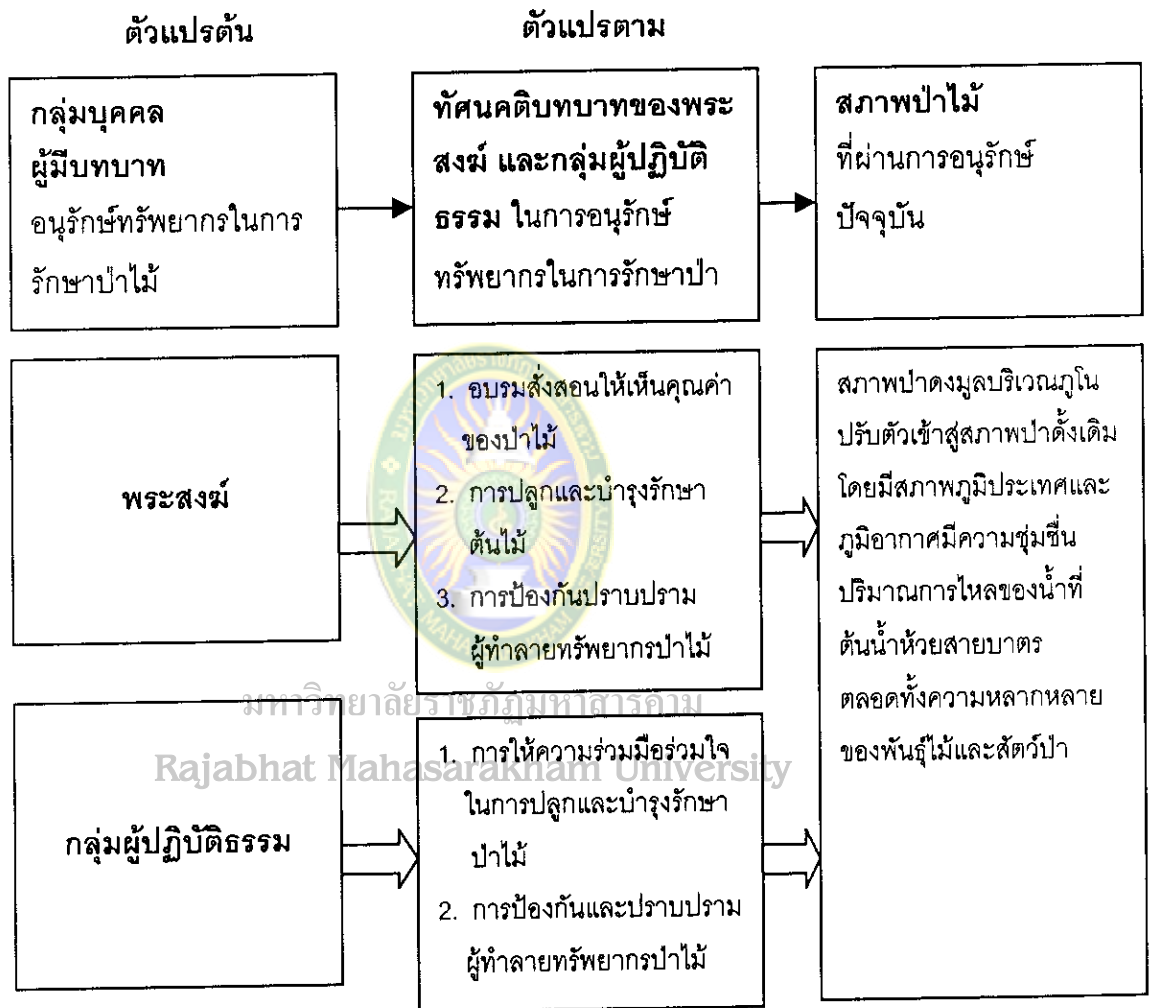 ตัวแปรต้น
ตัวแปรตาม
กลุ่มบุคคล
ผู้มีบทบาท
อนุรักษ์ทรัพยากรในการ
รักษาป่าไม้
ทัศนคติบทบาทของพระ
สงฆ์ และกลุ่มผู้ปฏิบัติ
ธรรม ในการอนุรักษ์
ทรัพยากรในการรักษาป่า
สภาพป่าไม้
ที่ผ่านการอนุรักษ์
ปัจจุบัน
พระสงฆ์
1. อบรมสั่งสอนให้เห็นคุณค่า
ของป่าไม้
2. การปลูกและบำรุงรักษา
ต้นไม้
3. การป้องกันปราบปราม
ผู้ทำลายทรัพยากรป่าไม้
สภาพป่าดงมูลบริเวณภูโน
ปรับตัวเข้าสู่สภาพป่าดั้งเดิม
โดยมีสภาพภูมิประเทศและ
ภูมิอากาศมีความชุ่มชื่น
ปริมาณการไหลของน้ำที่
ต้นน้ำห้วยสายบาตร
ตลอดทั้งความหลากหลาย
ของพันธุ์ไม้และสัตว์ป่า
มหาวิทยาลัยราชภัฏมหาสารคาม
Rajabhat Mahasarakham University
กลุ่มผู้ปฏิบัติธรรม
1. การให้ความร่วมมือร่วมใจ
ในการปลูกและบำรุงรักษา
ป่าไม้
2. การป้องกันและปราบปราม
ผู้ทำลายทรัพยากรป่าไม้